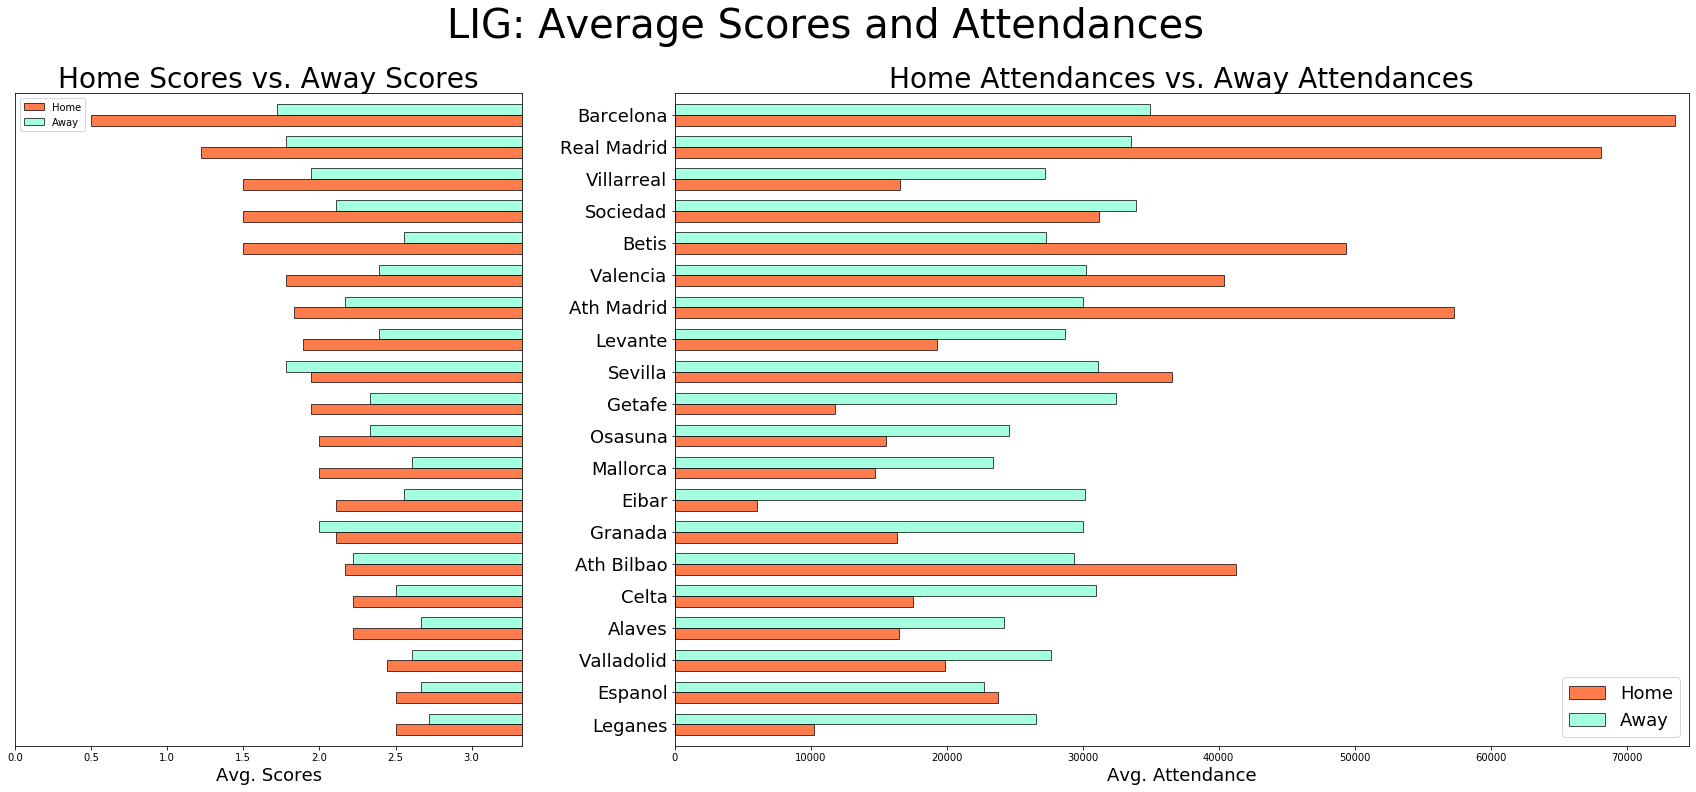 LIG: Average Scores and Attendances
Home Scores vs. Away Scores
Home
Away
0.0 0.5 1.0 1.5 2.0 2.5 3.0
Avg. Scores
Home Attendances vs. Away Attendances
Barcelona
Real Madrid
Villarreal
Sociedad
Betis
Valencia
Ath Madrid
Levante
Sevilla
Getafe
Osasuna
Mallorca
Eibar
Granada
Ath Bilbao
Celta
Alaves
Valladolid
Espanol
Leganes
Home
Away
0 10000 20000 30000 40000 50000 60000 70000
Avg. Attendance